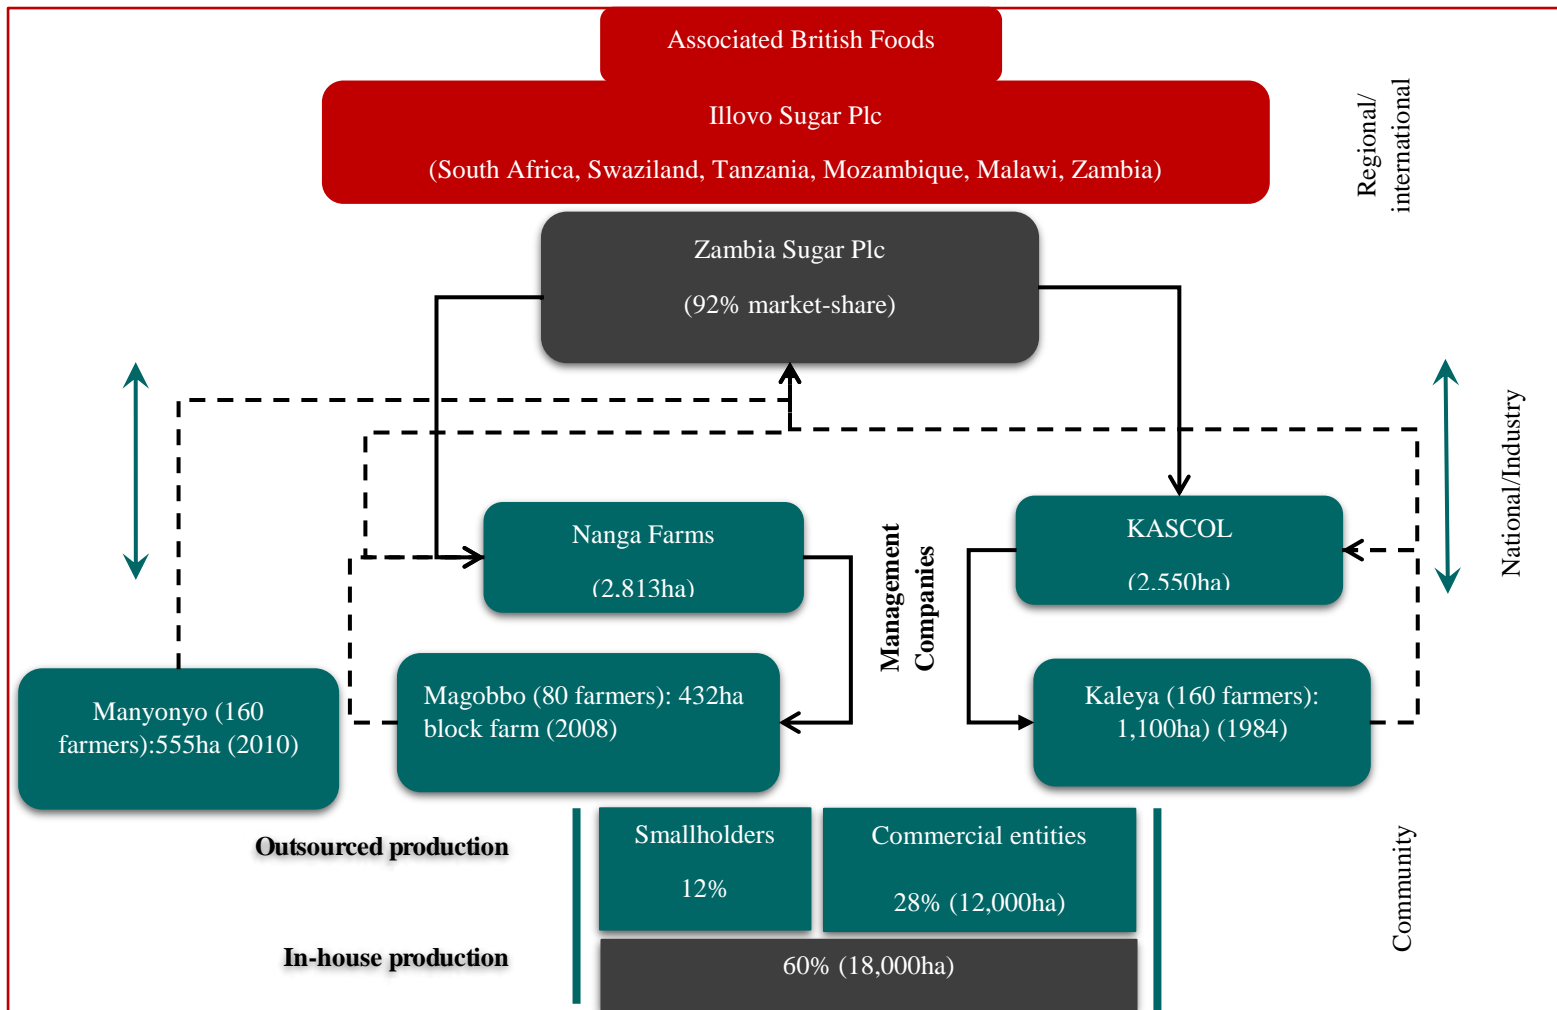 Associated British Foods
Illovo Sugar Plc
(South Africa, Swaziland, Tanzania, Mozambique, Malawi, Zambia)
Regional/
international
Zambia Sugar Plc
(92% market-share)
National/Industry
Nanga Farms
(2,813ha)
Management
Companies
KASCOL
(2,550ha)
Manyonyo (160
farmers):555ha (2010)
Magobbo (80 farmers): 432ha
block farm (2008)
Kaleya (160 farmers):
1,100ha) (1984)
Outsourced production
Smallholders
12%
Commercial entities
28% (12,000ha)
Community
In-house production
60% (18,000ha)